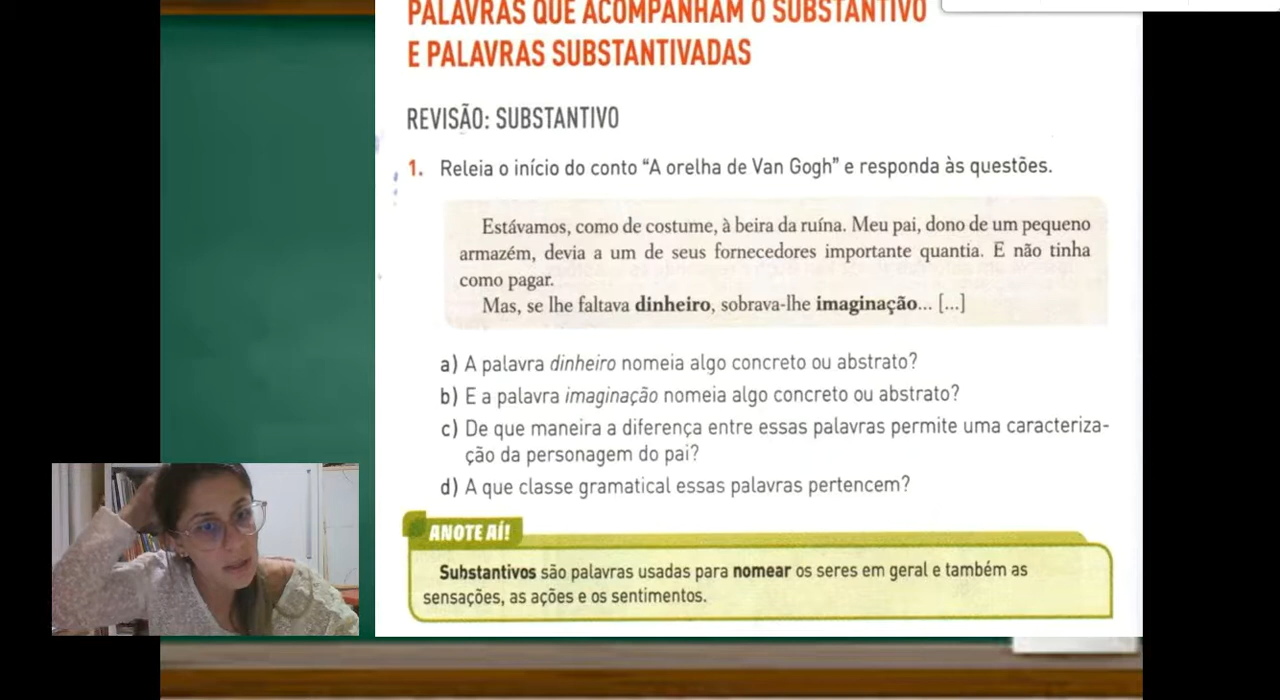 PALAVRAS QUE ACOMPANHAM O SUBSTANTIVO
E PALAVRAS SUBSTANTIVADAS
REVISÃO: SUBSTANTIVO
1. Releia o início do conto “A orelha de Van Gogh” e responda às questões.
Estávamos, como de costume, à beira da ruína. Meu pai, dono de um pequeno
armazém, devia a um de seus fornecedores importante quantia. E não tinha
como pagar.
Mas, se lhe faltava dinheiro, sobrava-lhe imaginação... [...]
a) A palavra dinheiro nomeia algo concreto ou abstrato?
b) E a palavra imaginação nomeia algo concreto ou abstrato?
c) De que maneira a diferença entre essas palavras permite uma caracteriza-
ção da personagem do pai?
d) A que classe gramatical essas palavras pertencem?
ANOTE AÍ!
Substantivos são palavras usadas para nomear os seres em geral e também as
sensações, as ações e os sentimentos.